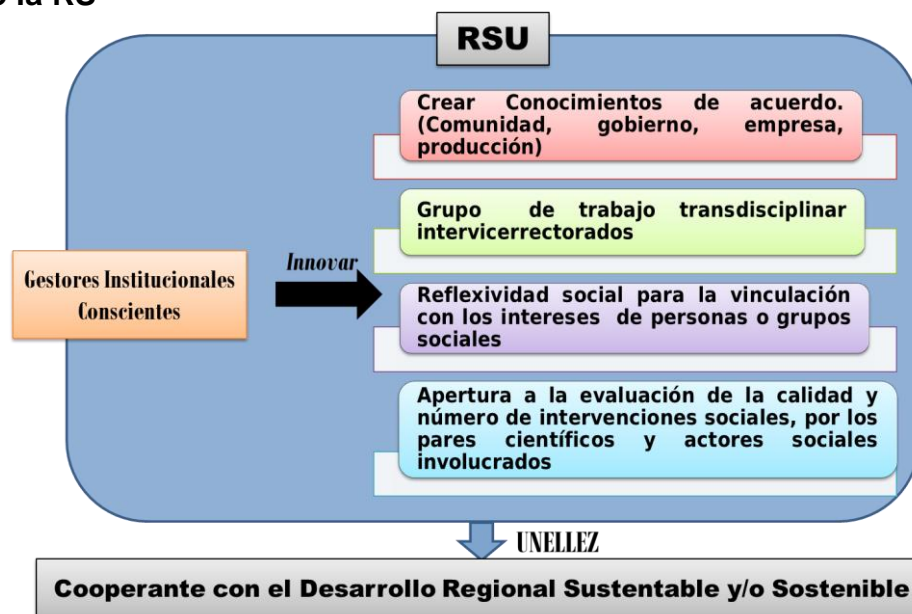 la RS
RSU
Crear Conocimientos de acuerdo.
(Comunidad, gobierno, empresa,
producción)
Grupo de trabajo transdisciplinar
intervicerrectorados
Gestores Institucionales
Conscientes
Innovar
Reflexividad social para la vinculación
con los intereses de personas o grupos
sociales
Apertura a la evaluación de la calidad y
número de intervenciones sociales, por los
pares científicos y actores sociales
involucrados
UNELLEZ
Cooperante con el Desarrollo Regional Sustentable y/o Sostenible